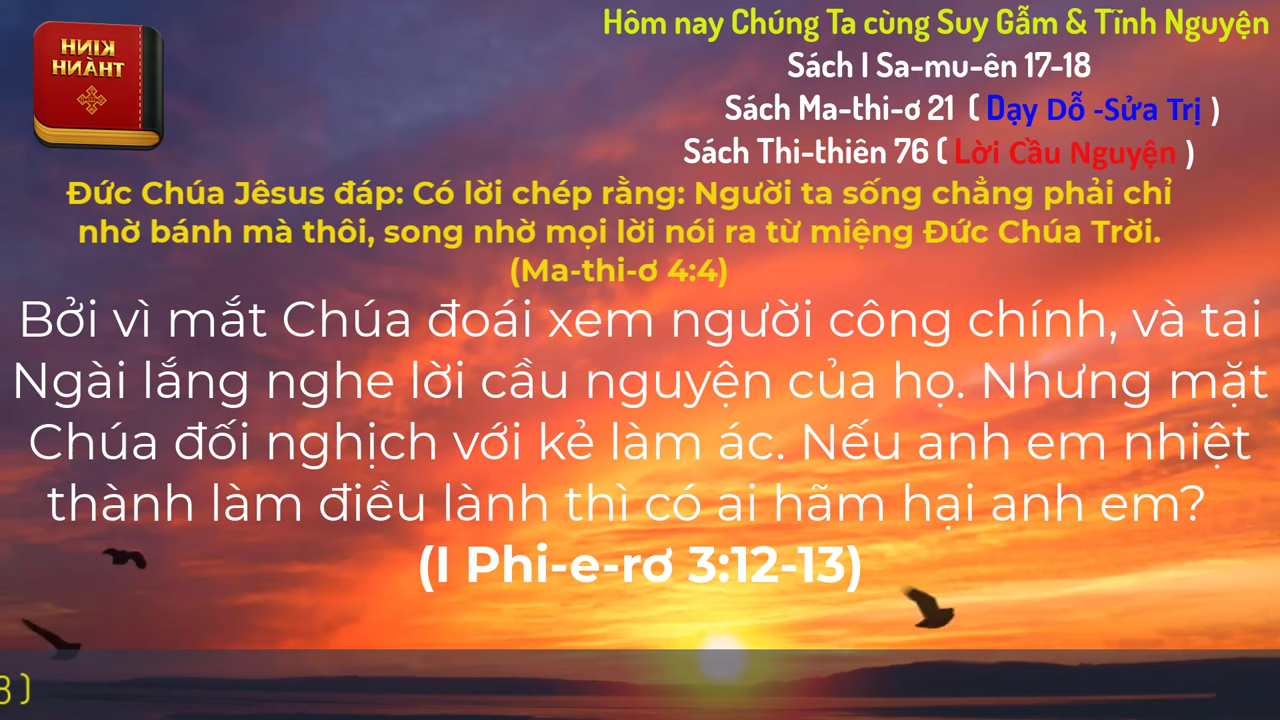 KINH
THÀNH
Hôm nay Chúng Ta cùng Suy Gẫm & Tĩnh Nguyện
Sách I Sa-mu-ên 17-18
Sách Ma-thi-ơ 21 ( Dạy Dỗ -Sửa Trị )
Sách Thi-thiên 76 ( Lời Cầu Nguyện )
Đức Chúa Jêsus đáp: Có lời chép rằng: Người ta sống chẳng phải chỉ
nhờ bánh mà thôi, song nhờ mọi lời nói ra từ miệng Đức Chúa Trời.
(Ma-thi-ơ 4:4)
Bởi vì mắt Chúa đoái xem người công chính, và tai
Ngài lắng nghe lời cầu nguyện của họ. Nhưng mặt
Chúa đối nghịch với kẻ làm ác. Nếu anh em nhiệt
thành làm điều lành thì có ai hãm hại anh em?
(I Phi-e-rơ 3:12-13)
8 )